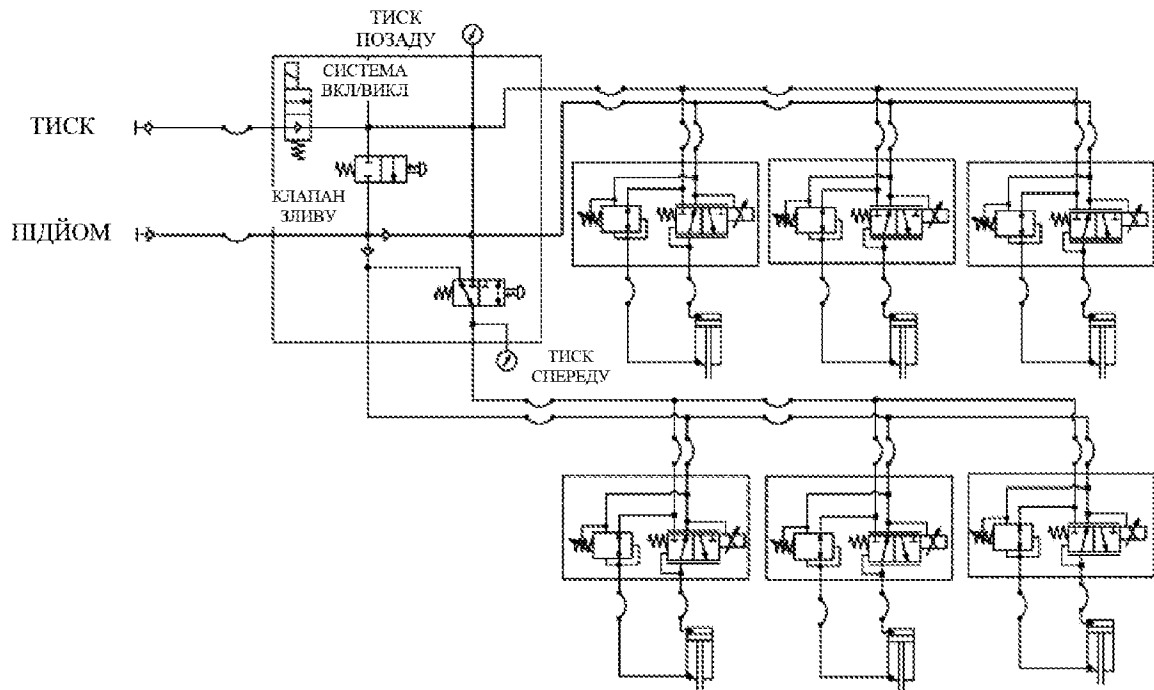 ТИСК
ПОЗАДУ
СИСТЕМА
ВКЛ/ВИКЛ
ТИСК
КЛАПАН
ЗЛИВУ
ПІДЙОМ
ТИСК
СПЕРЕДУ